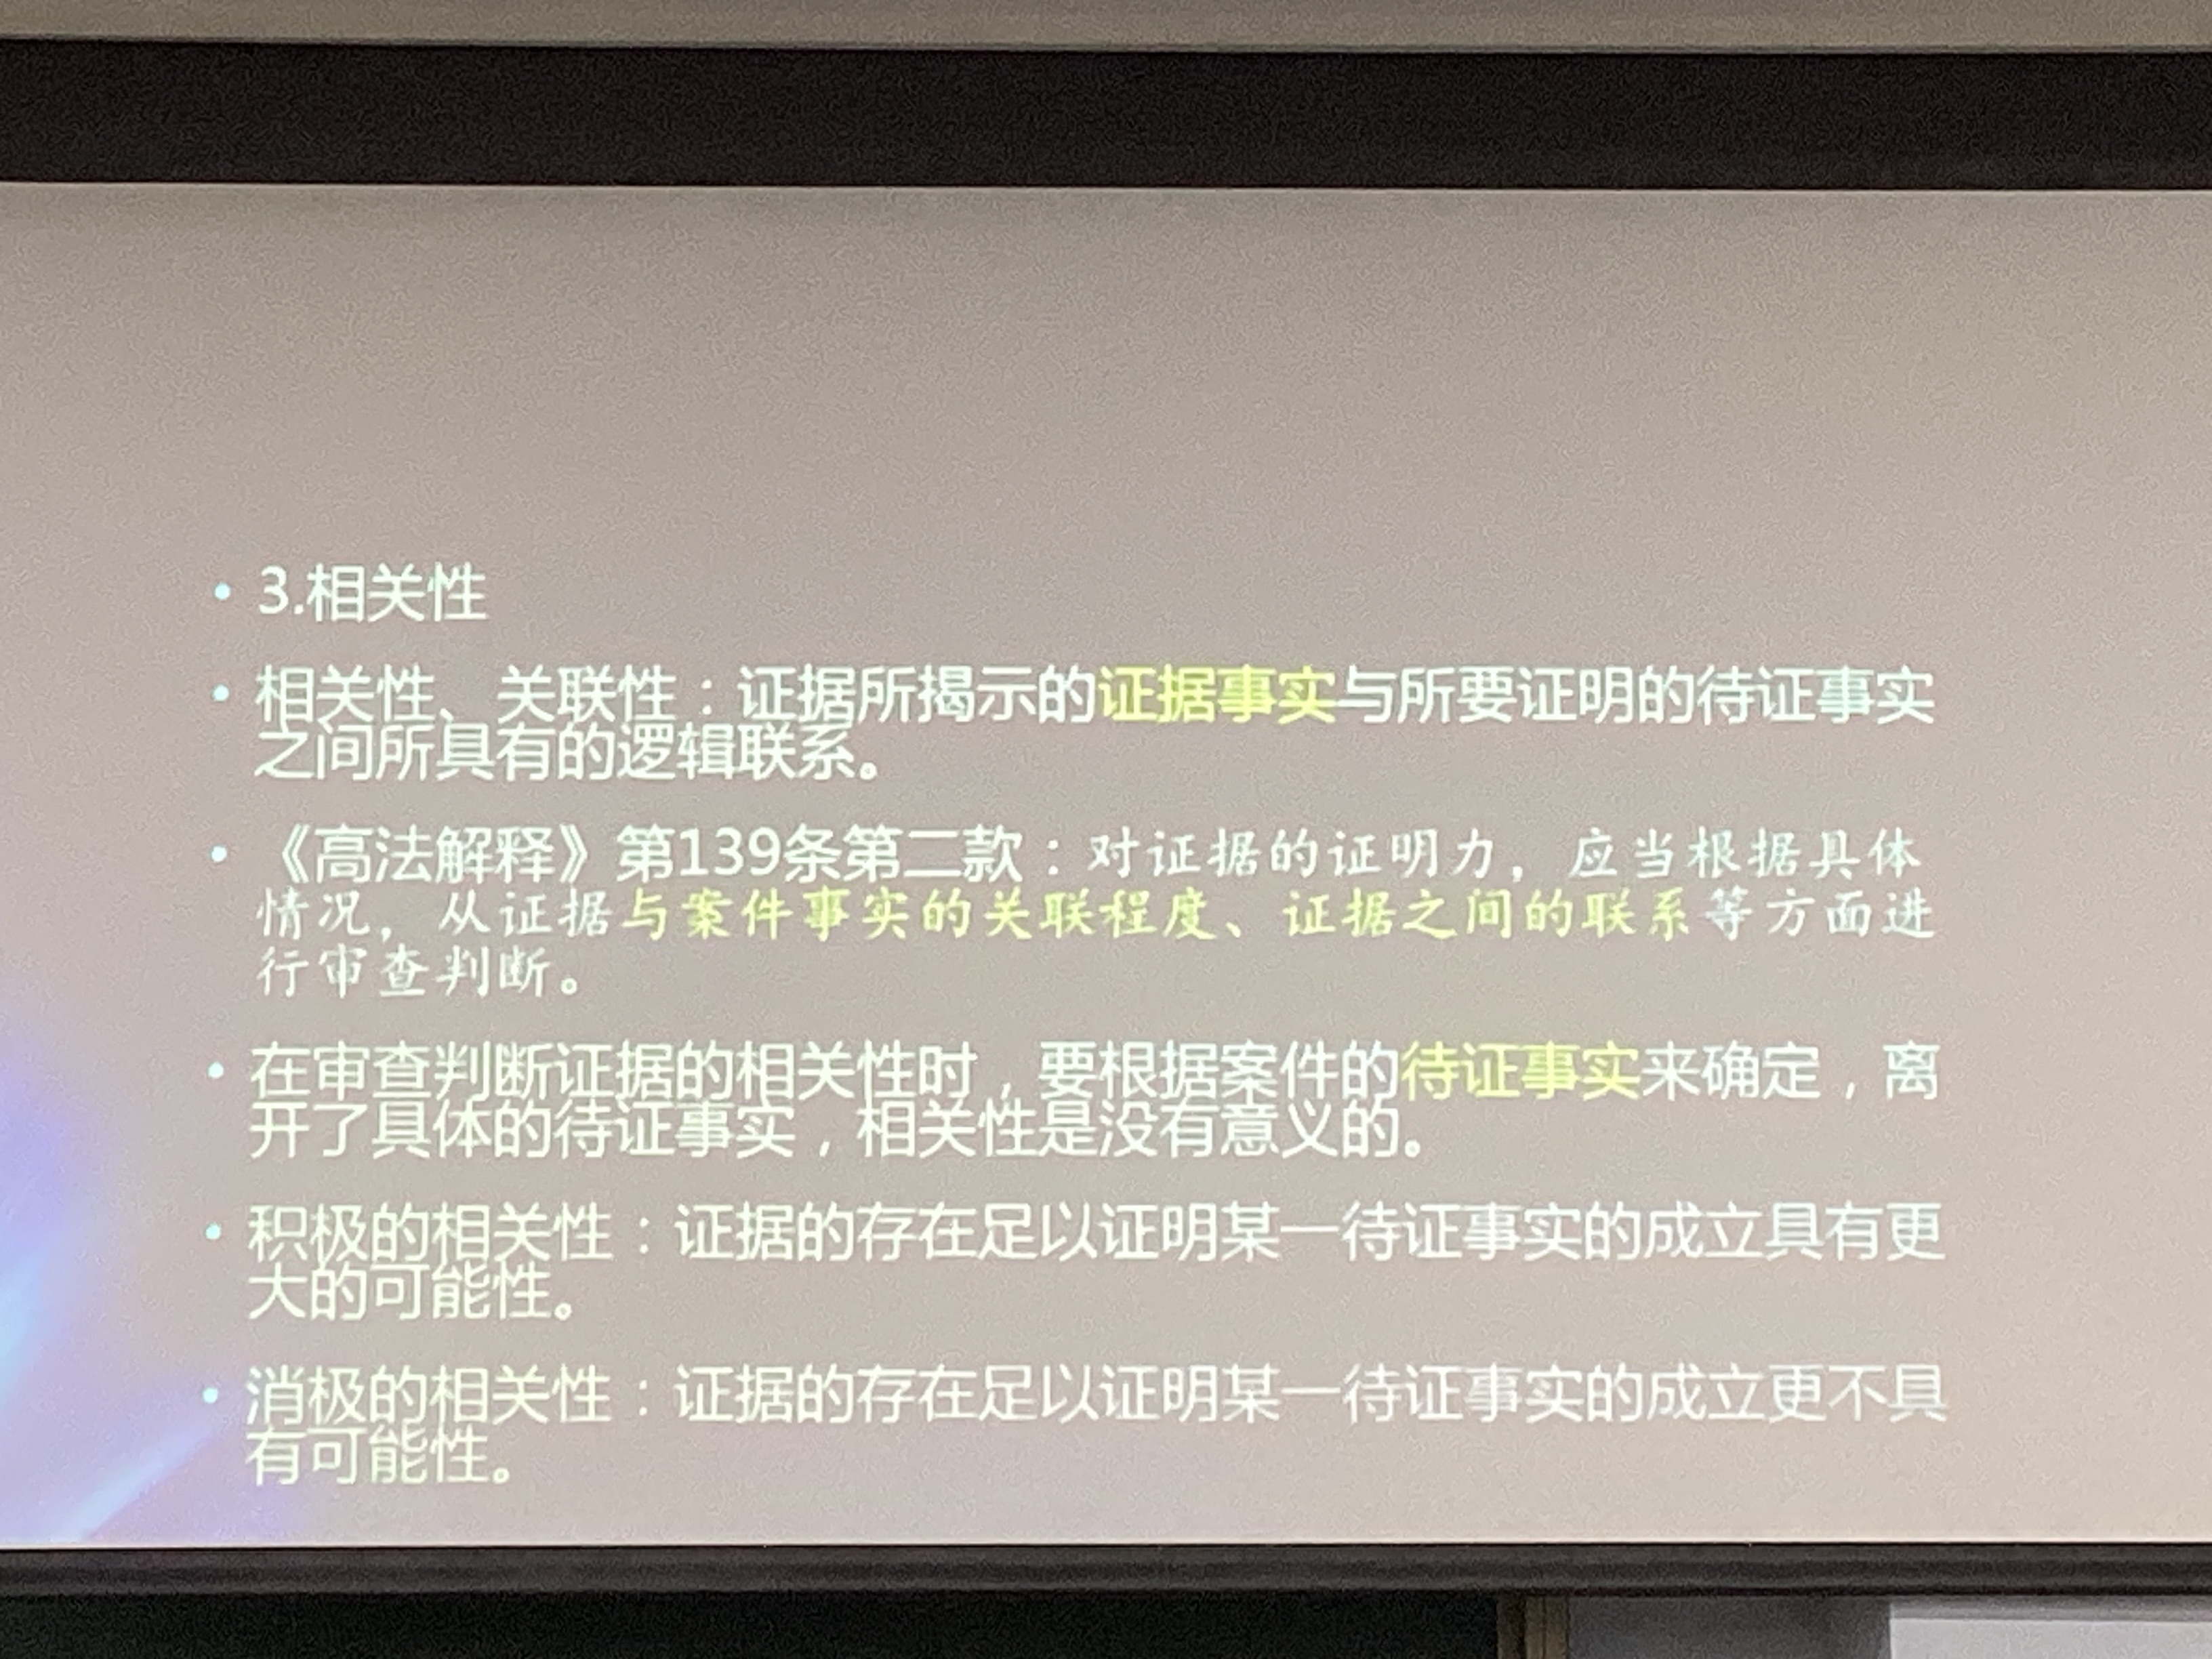 • 3.相关性
• 相关性、关联性：证据所揭示的证据事实与所要证明的待证事实
之间所具有的逻辑联系。
• 《高法解释》第139条第二款：对证据的证明力，应当根据具体
情况，从证据与案件事实的关联程度、证据之间的联系等方面进
行审查判断。
• 在审查判断证据的相关性时，要根据案件的待证事实来确定，离
开了具体的待证事实，相关性是没有意义的。
• 积极的相关性：证据的存在足以证明某一待证事实的成立具有更
大的可能性。
• 消极的相关性：证据的存在足以证明某一待证事实的成立更不具
有可能性。